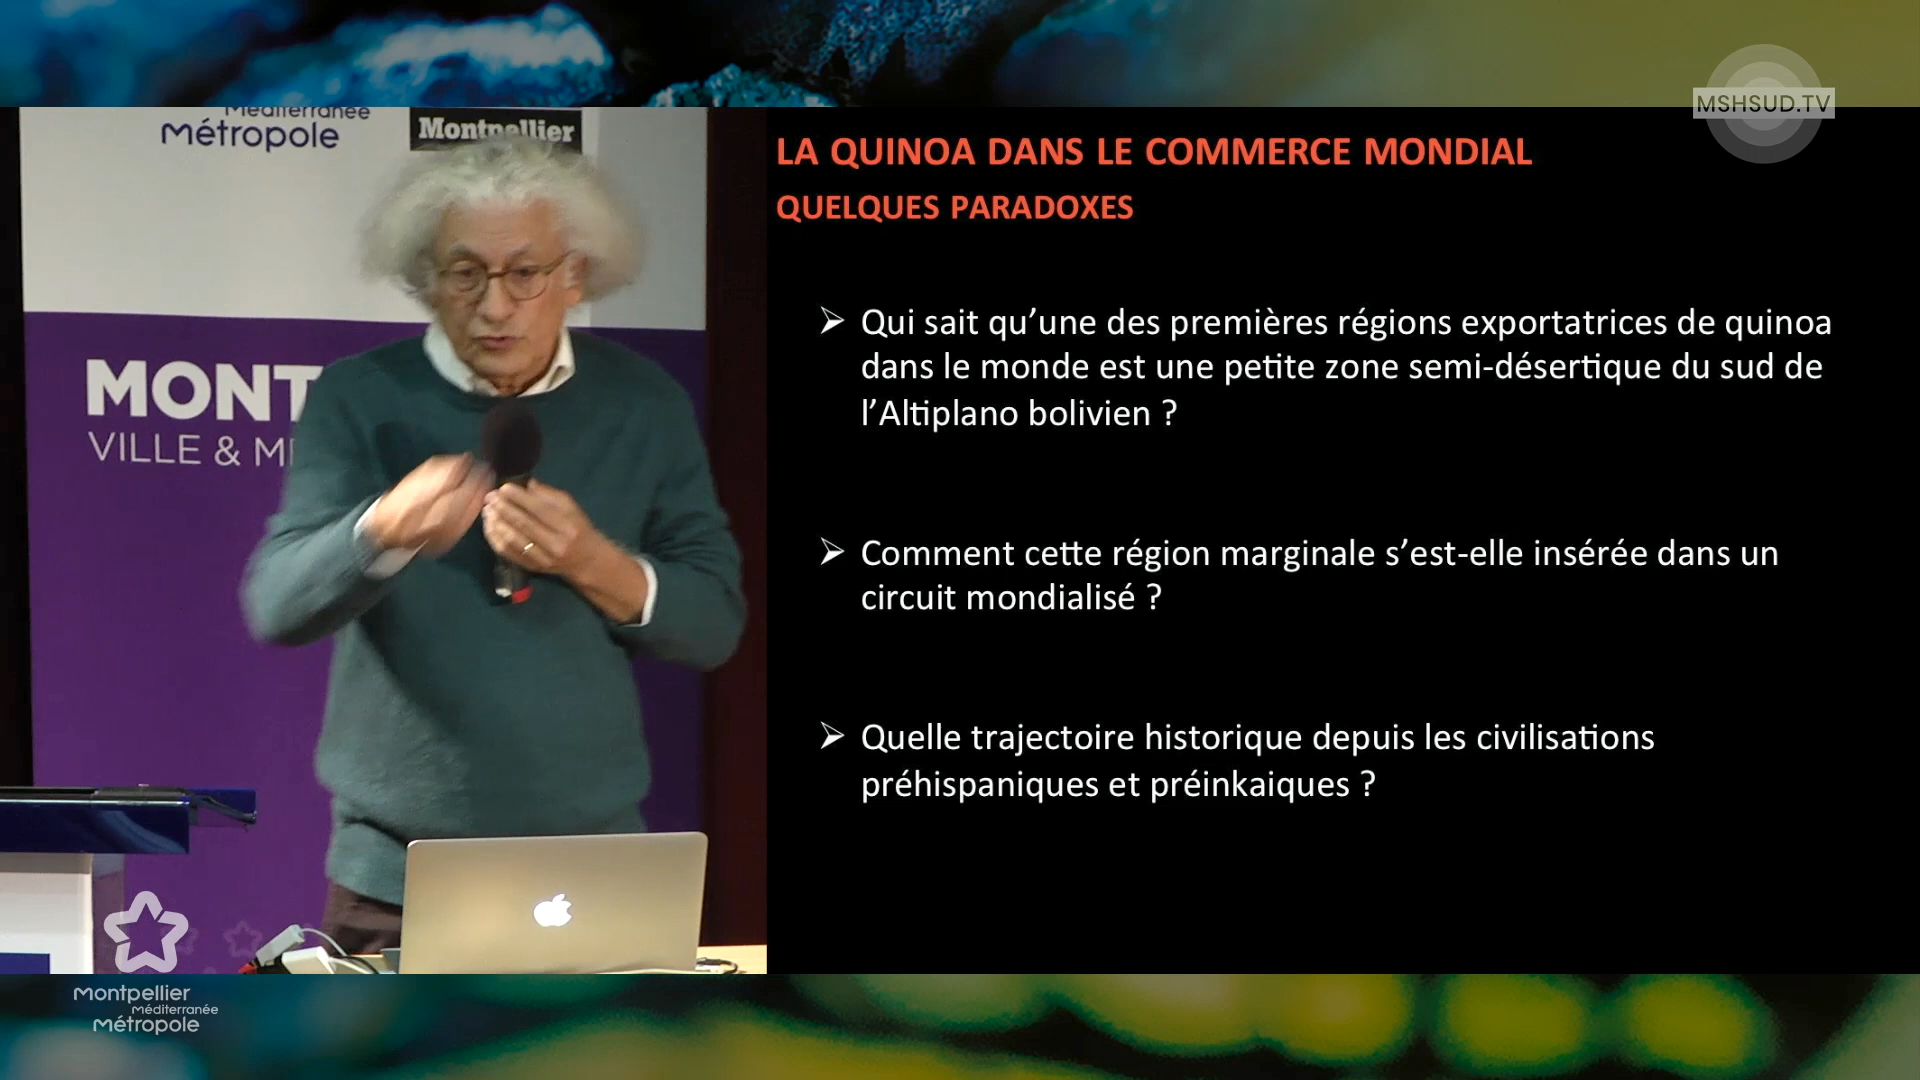 Méditerranée
métropole
Montpellier
MONT
VILLE & M
MSHSUD.TV
LA QUINOA DANS LE COMMERCE MONDIAL
QUELQUES PARADOXES
Qui sait qu’une des premières régions exportatrices de quinoa
dans le monde est une petite zone semi-désertique du sud de
l’Altiplano bolivien ?
Comment cette région marginale s’est-elle insérée dans un
circuit mondialisé ?
Quelle trajectoire historique depuis les civilisations
préhispaniques et préinkaiques ?
montpellier
méditerranée
métropole